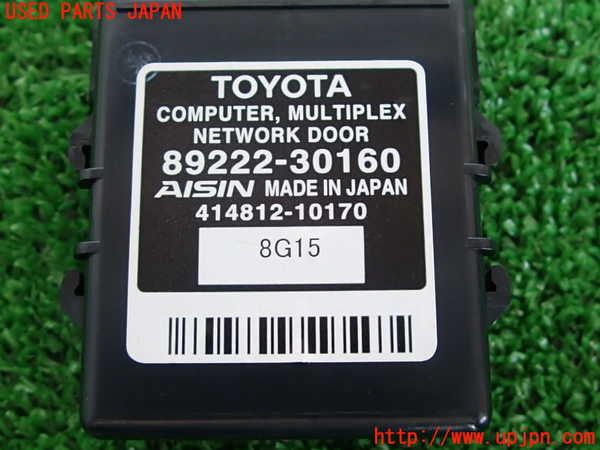 USED PARTS JAPAN
TOYOTA
COMPUTER, MULTIPLEX
NETWORK DOOR
89222-30160
AISIN MADE IN JAPAN
414812-10170
8G15
http://www.upjpn.com